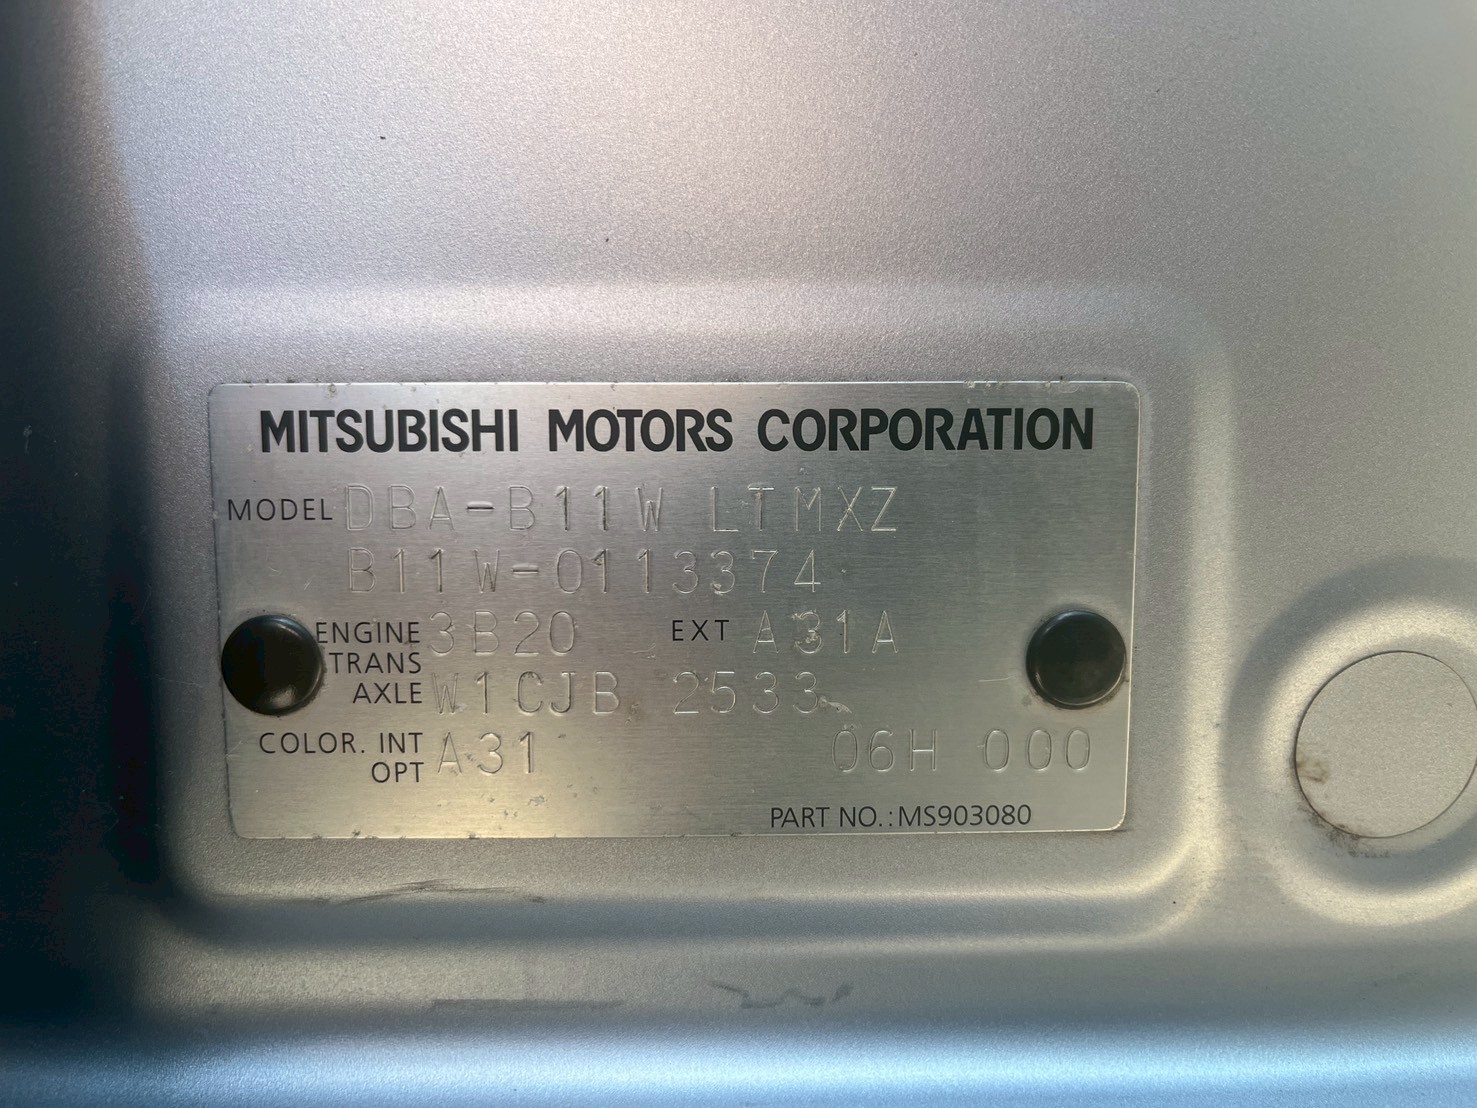 MITSUBISHI MOTORS CORPORATION
MODEL DBA-B11W LTMXZ
B11W-0113374
ENGINE 3B20 EXT A31A
TRANS
AXLE W1CJB 2533
COLOR. INT A31 06H 000
OPT
PART NO.:MS903080